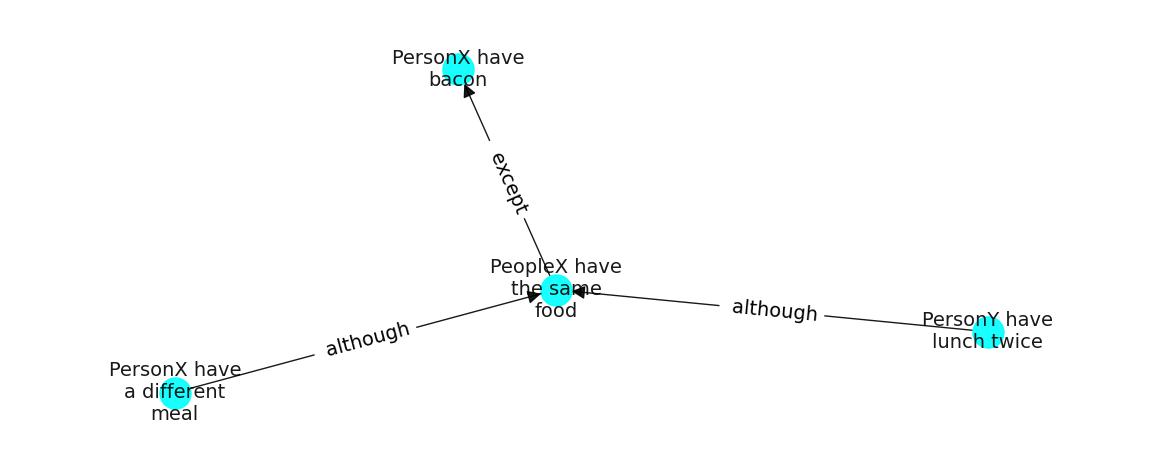 PersonX have
bacon
except
PeopleX have
the same
food
although
although
PersonY have
lunch twice
PersonX have
a different
meal